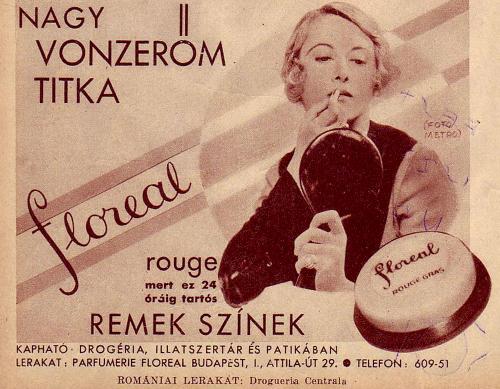 NAGY
VONZERŐM
TITKA
(FOTO
METRO)
floreal
rouge
mert ez 24
óráig tartós
floreal
ROUGE GRAS
REMEK SZÍNEK
KAPHATÓ · DROGÉRIA, ILLATSZERTÁR ÉS PATIKÁBAN
LERAKAT: PARFUMERIE FLOREAL BUDAPEST, I., ATTILA-ÚT 29. ● TELEFON: 609-51
ROMÁNIAI LERAKAT: Drogueria Centrala